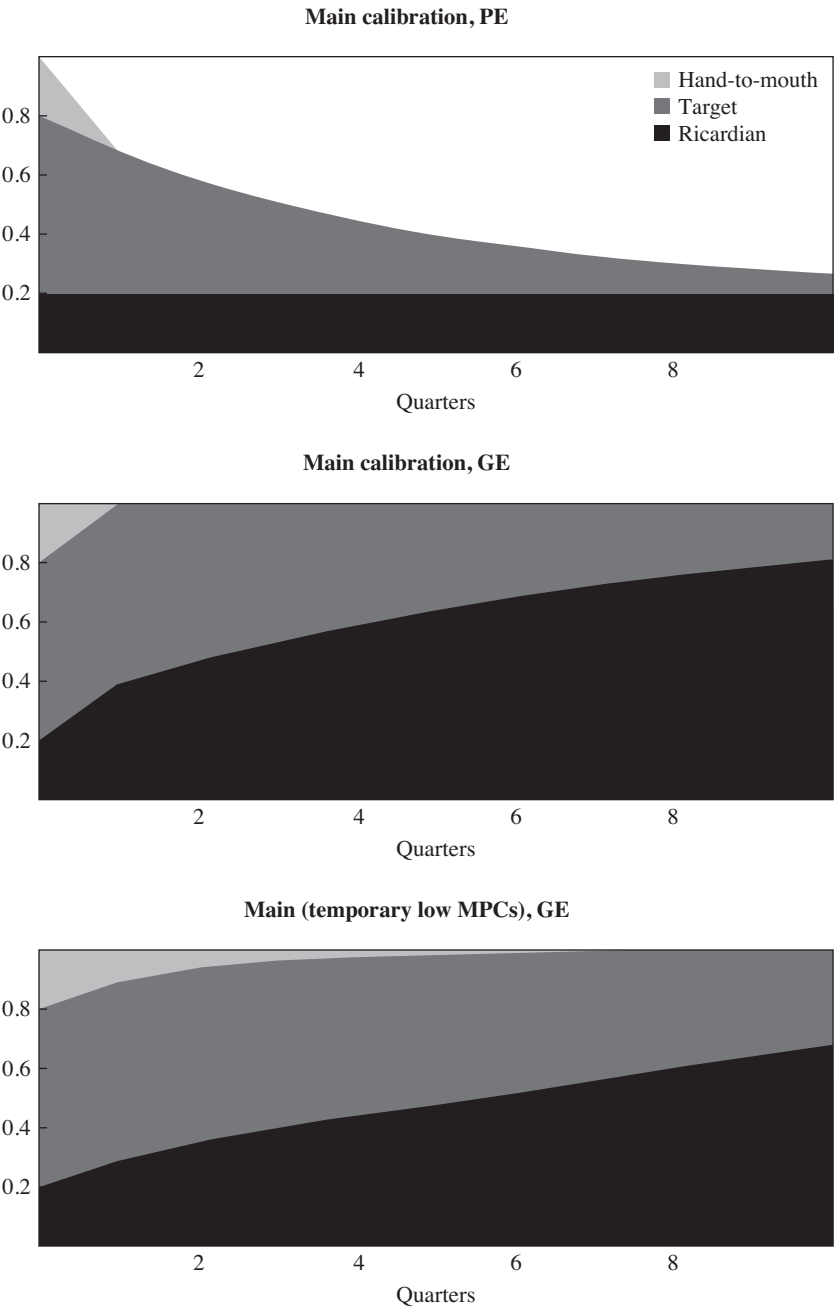 Main calibration, PE
Hand-to-mouth
Target
Ricardian
0.8
0.6
0.4
0.2
2 4 6 8
Quarters
Main calibration, GE
0.8
0.6
0.4
0.2
2 4 6 8
Quarters
Main (temporary low MPCs), GE
0.8
0.6
0.4
0.2
2 4 6 8
Quarters